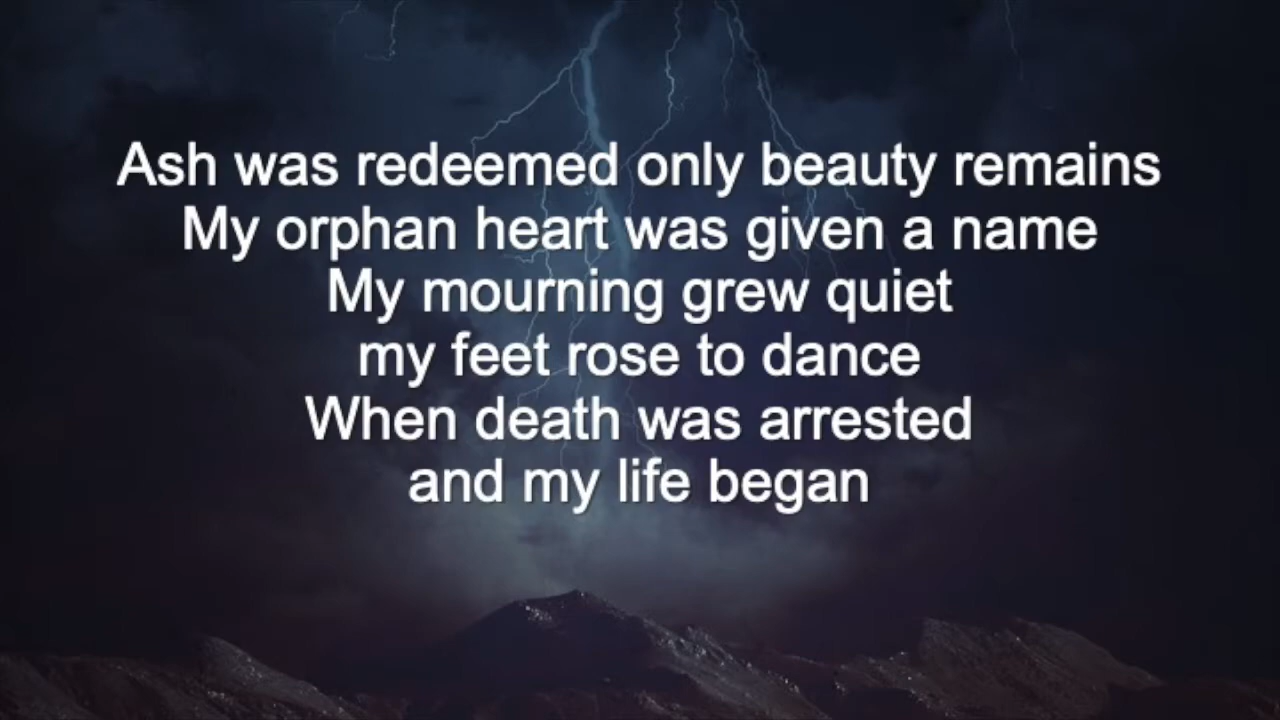 Ash was redeemed only beauty remains
My orphan heart was given a name
My mourning grew quiet
my feet rose to dance
When death was arrested
and my life began